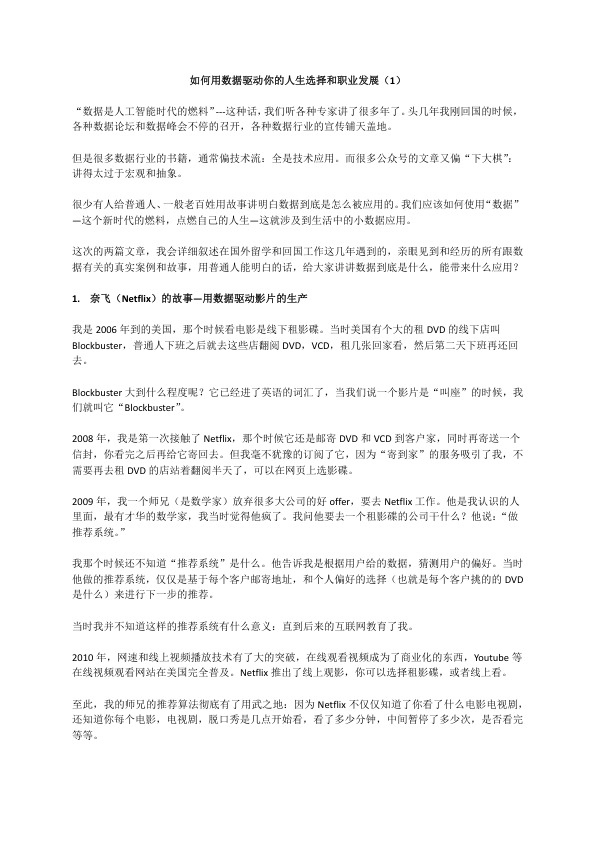 如何用数据驱动你的人生选择和职业发展（1）
“数据是人工智能时代的燃料”---这种话，我们听各种专家讲了很多年了。头几年我刚回国的时候，
各种数据论坛和数据峰会不停的召开，各种数据行业的宣传铺天盖地。
但是很多数据行业的书籍，通常偏技术流：全是技术应用。而很多公众号的文章又偏“下大棋”：
讲得太过于宏观和抽象。
很少有人给普通人、一般老百姓用故事讲明白数据到底是怎么被应用的。我们应该如何使用“数据”
—这个新时代的燃料，点燃自己的人生—这就涉及到生活中的小数据应用。
这次的两篇文章，我会详细叙述在国外留学和回国工作这几年遇到的，亲眼见到和经历的所有跟数
据有关的真实案例和故事，用普通人能明白的话，给大家讲讲数据到底是什么，能带来什么应用？
1. 奈飞（Netflix）的故事—用数据驱动影片的生产
我是 2006 年到的美国，那个时候看电影是线下租影碟。当时美国有个大的租 DVD 的线下店叫
Blockbuster，普通人下班之后就去这些店翻阅 DVD，VCD，租几张回家看，然后第二天下班再还回
去。
Blockbuster 大到什么程度呢？它已经进了英语的词汇了，当我们说一个影片是“叫座”的时候，我
们就叫它“Blockbuster”。
2008 年，我是第一次接触了 Netflix，那个时候它还是邮寄 DVD 和 VCD 到客户家，同时再寄送一个
信封，你看完之后再给它寄回去。但我毫不犹豫的订阅了它，因为“寄到家”的服务吸引了我，不
需要再去租 DVD 的店站着翻阅半天了，可以在网页上选影碟。
2009 年，我一个师兄（是数学家）放弃很多大公司的好 offer，要去 Netflix 工作。他是我认识的人
里面，最有才华的数学家，我当时觉得他疯了。我问他要去一个租影碟的公司干什么？他说：“做
推荐系统。”
我那个时候还不知道“推荐系统”是什么。他告诉我是根据用户给的数据，猜测用户的偏好。当时
他做的推荐系统，仅仅是基于每个客户邮寄地址，和个人偏好的选择（也就是每个客户挑的的 DVD
是什么）来进行下一步的推荐。
当时我并不知道这样的推荐系统有什么意义：直到后来的互联网教育了我。
2010 年，网速和线上视频播放技术有了大的突破，在线观看视频成为了商业化的东西，Youtube 等
在线视频观看网站在美国完全普及。Netflix 推出了线上观影，你可以选择租影碟，或者线上看。
至此，我的师兄的推荐算法彻底有了用武之地：因为 Netflix 不仅仅知道了你看了什么电影电视剧，
还知道你每个电影，电视剧，脱口秀是几点开始看，看了多少分钟，中间暂停了多少次，是否看完
等等。